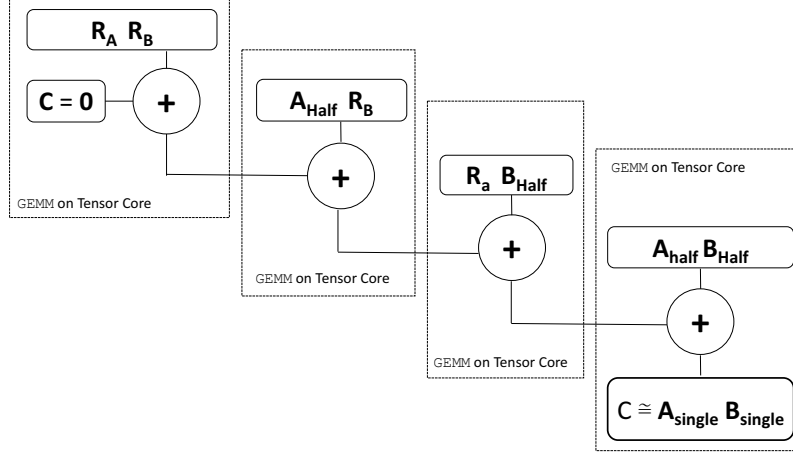 R_A R_B
C = 0
+
GEMM on Tensor Core
A_Half R_B
+
GEMM on Tensor Core
R_a B_Half
+
GEMM on Tensor Core
GEMM on Tensor Core
A_half B_Half
+
C ≅ A_single B_single